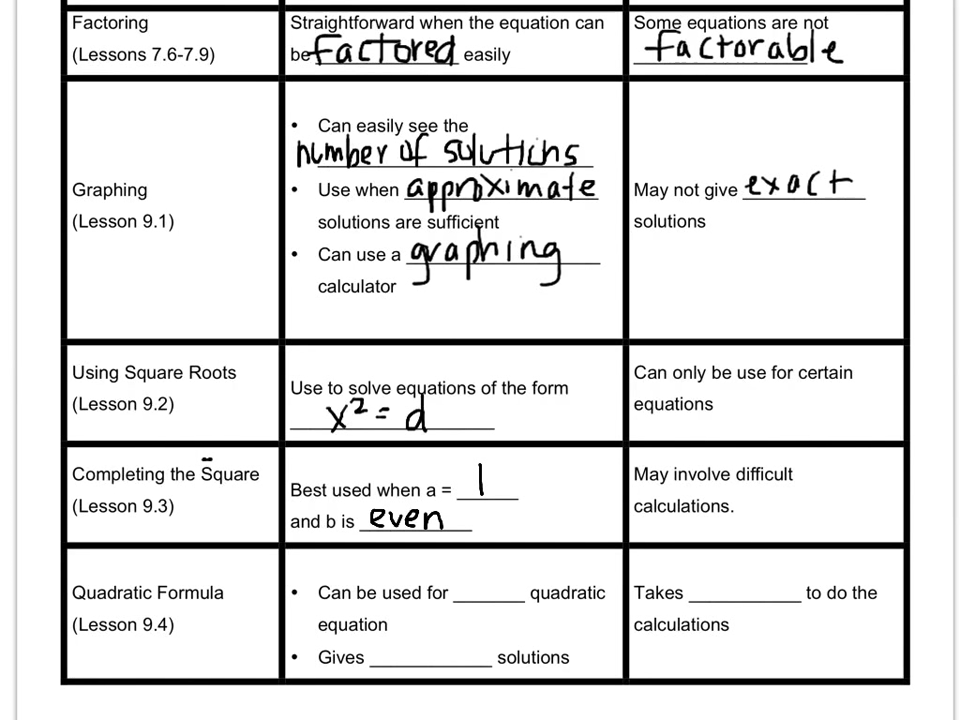 Factoring
(Lessons 7.6-7.9)
Straightforward when the equation can
be factored easily
Some equations are not
factorable
Graphing
(Lesson 9.1)
• Can easily see the
number of solutions
• Use when approximate
solutions are sufficient
• Can use a graphing
calculator
May not give exact
solutions
Using Square Roots
(Lesson 9.2)
Use to solve equations of the form
x² = d
Can only be use for certain
equations
Completing the Square
(Lesson 9.3)
Best used when a = 1
and b is even
May involve difficult
calculations.
Quadratic Formula
(Lesson 9.4)
• Can be used for _______ quadratic
equation
• Gives ____________ solutions
Takes ___________ to do the
calculations